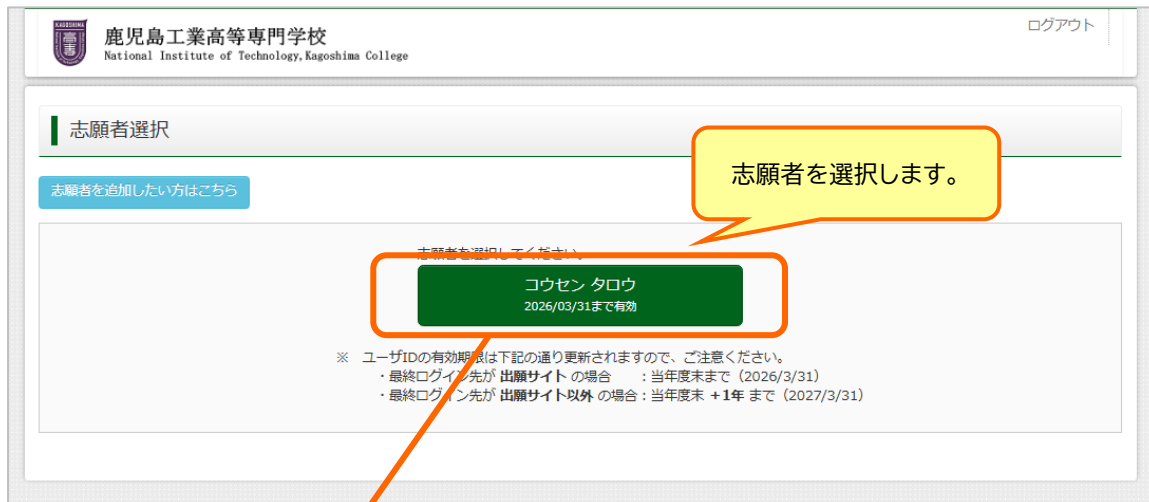 KAGOSHIMA
鹿児島工業高等専門学校
National Institute of Technology,Kagoshima College
ログアウト
志願者選択
志願者を選択します。
志願者を追加したい方はこちら
志願者を選択してください。
コウセン タロウ
2026/03/31まで有効
※ ユーザIDの有効期限は下記の通り更新されますので、ご注意ください。
・最終ログイン先が 出願サイト の場合 : 当年度末まで（2026/3/31）
・最終ログイン先が 出願サイト以外 の場合 : 当年度末 +1年 まで（2027/3/31）